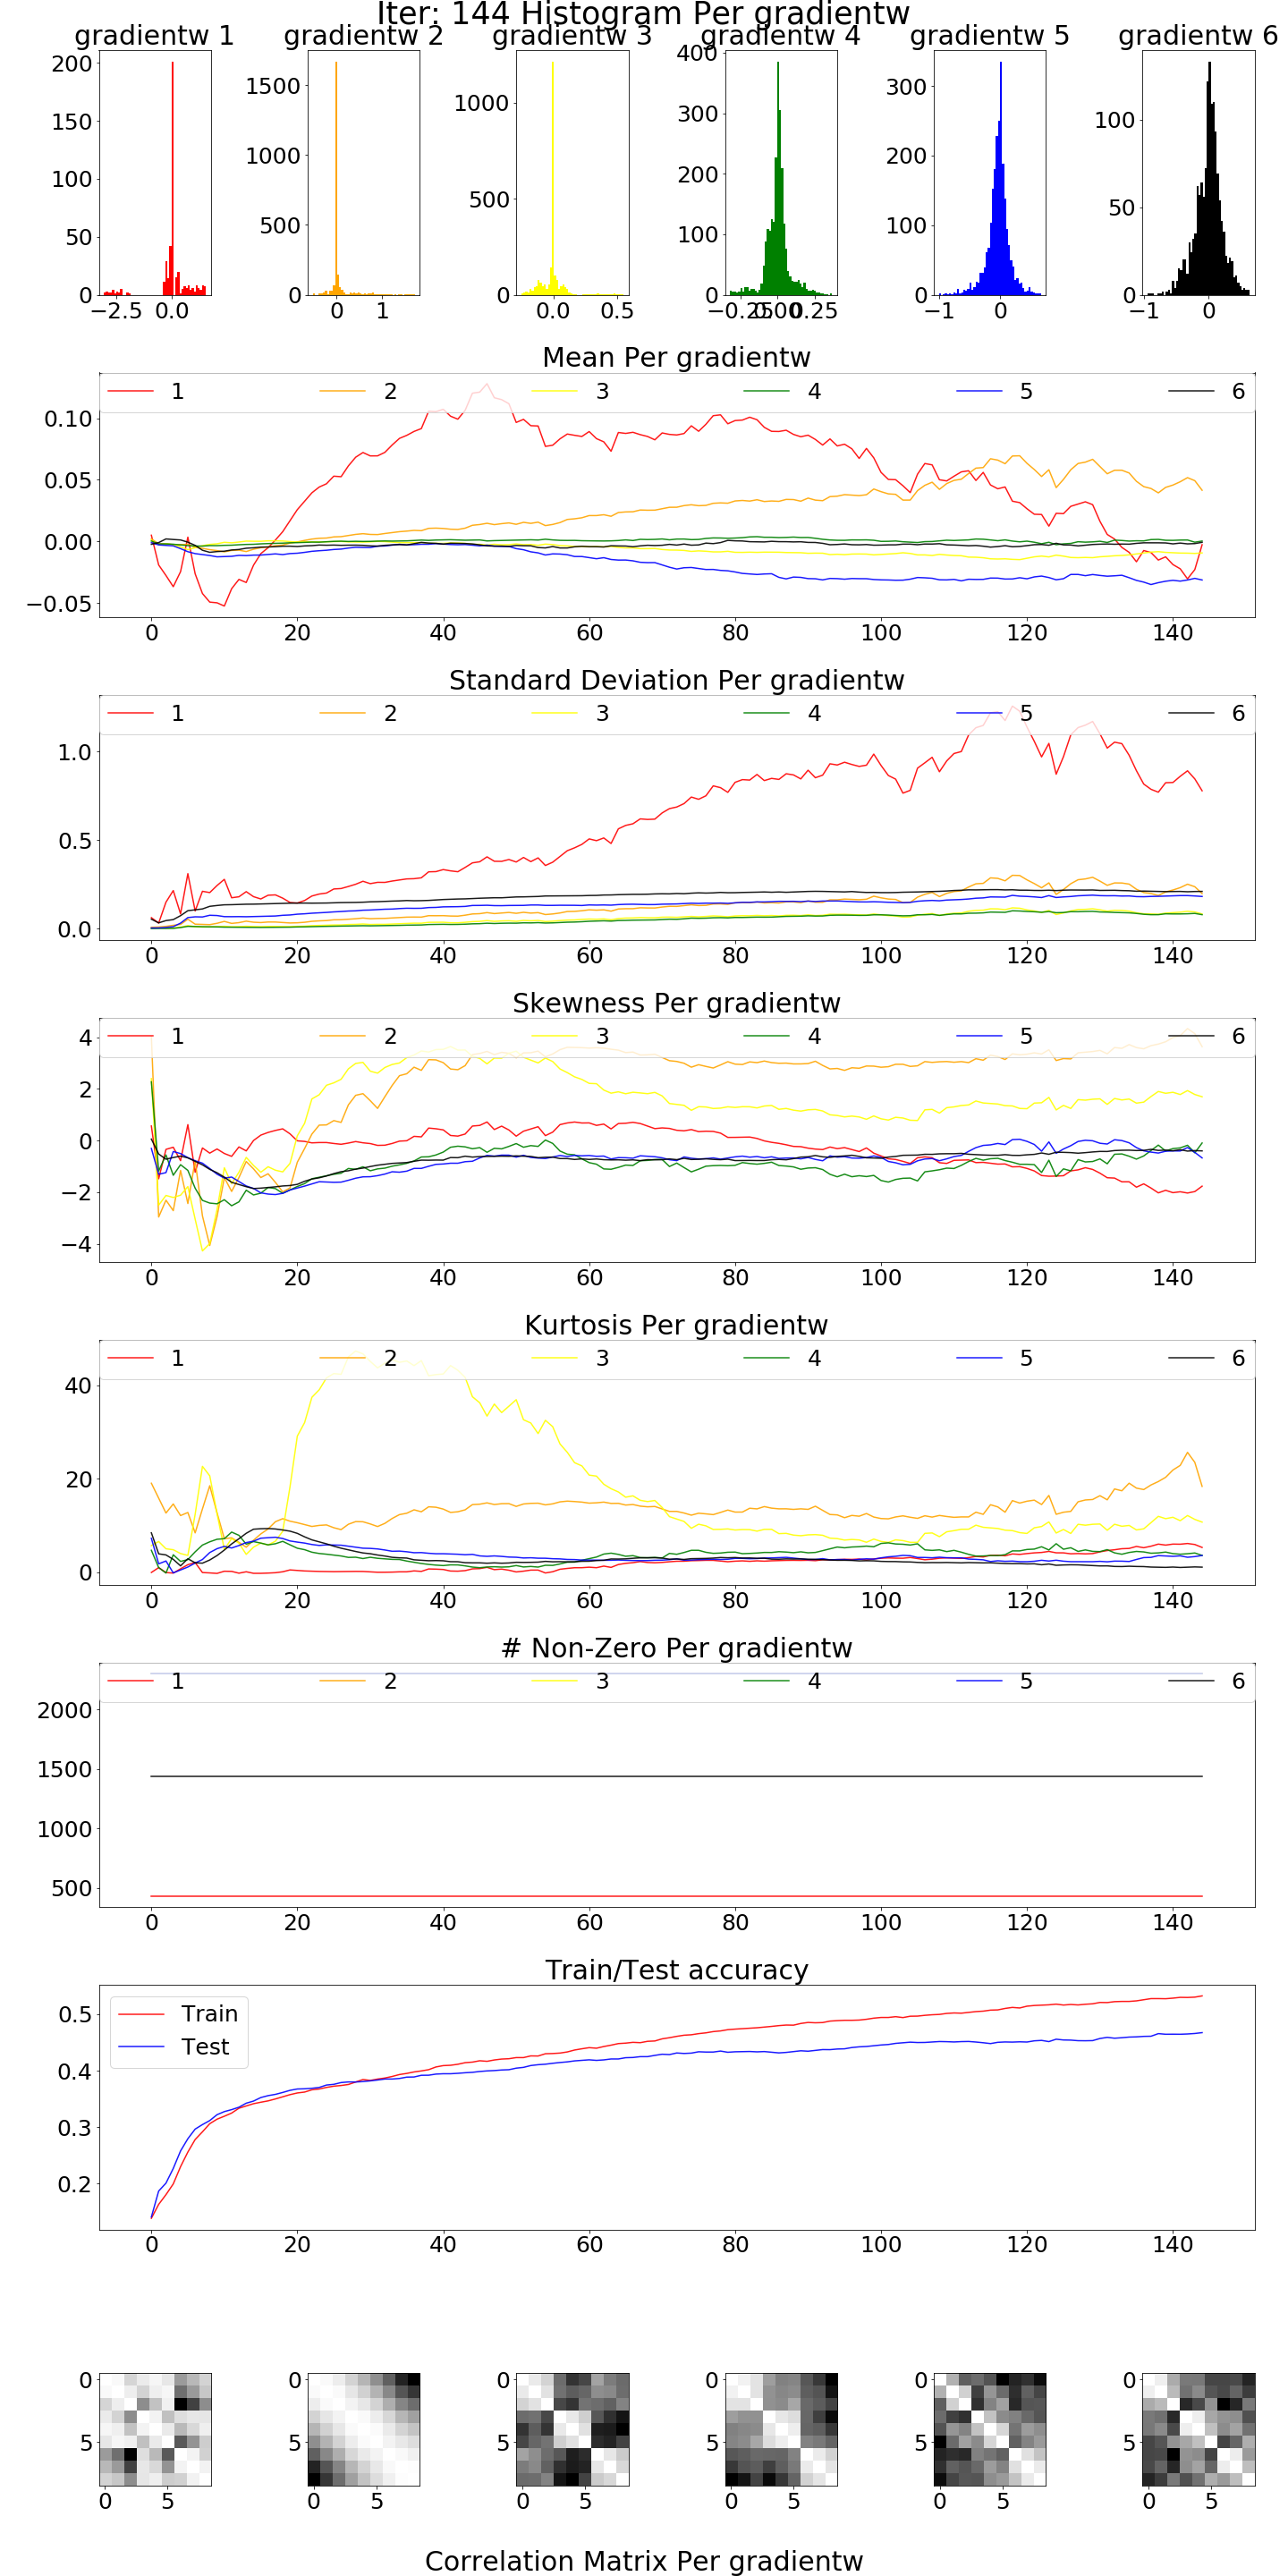 Iter: 144 Histogram Per gradientw
gradientw 1 gradientw 2 gradientw 3 gradientw 4 gradientw 5 gradientw 6
200 150 100 50 0
−2.5 0.0
1500 1000 500 0
0 1
1000 500 0
0.0 0.5
400 300 200 100 0
−0.25 0.00 0.25
300 200 100 0
−1 0
100 50 0
−1 0
Mean Per gradientw
1 2 3 4 5 6
0.10
0.05
0.00
−0.05
0 20 40 60 80 100 120 140
Standard Deviation Per gradientw
1 2 3 4 5 6
1.0
0.5
0.0
0 20 40 60 80 100 120 140
Skewness Per gradientw
4 1 2 3 4 5 6
2
0
−2
−4
0 20 40 60 80 100 120 140
Kurtosis Per gradientw
1 2 3 4 5 6
40
20
0
0 20 40 60 80 100 120 140
# Non-Zero Per gradientw
1 2 3 4 5 6
2000
1500
1000
500
0 20 40 60 80 100 120 140
Train/Test accuracy
0.5 Train
Test
0.4
0.3
0.2
0 20 40 60 80 100 120 140
0 0 0 0 0 0
5 5 5 5 5 5
0 5 0 5 0 5 0 5 0 5 0 5
Correlation Matrix Per gradientw